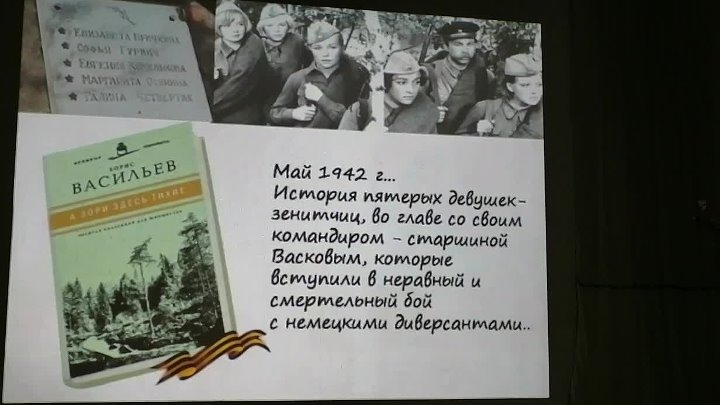 ЕЛИЗАВЕТА БРИЧКИНА
СОФЬЯ ГУРВИЧ
ЕВГЕНИЯ КОМЕЛЬКОВА
МАРГАРИТА ОСЯНИНА
ГАЛИНА ЧЕТВЕРТАК
БОРИС
ВАСИЛЬЕВ
А ЗОРИ ЗДЕСЬ ТИХИЕ
Май 1942 г...
История пятерых девушек-
зенитчиц, во главе со своим
командиром - старшиной
Васковым, которые
вступили в неравный и
смертельный бой
с немецкими диверсантами..